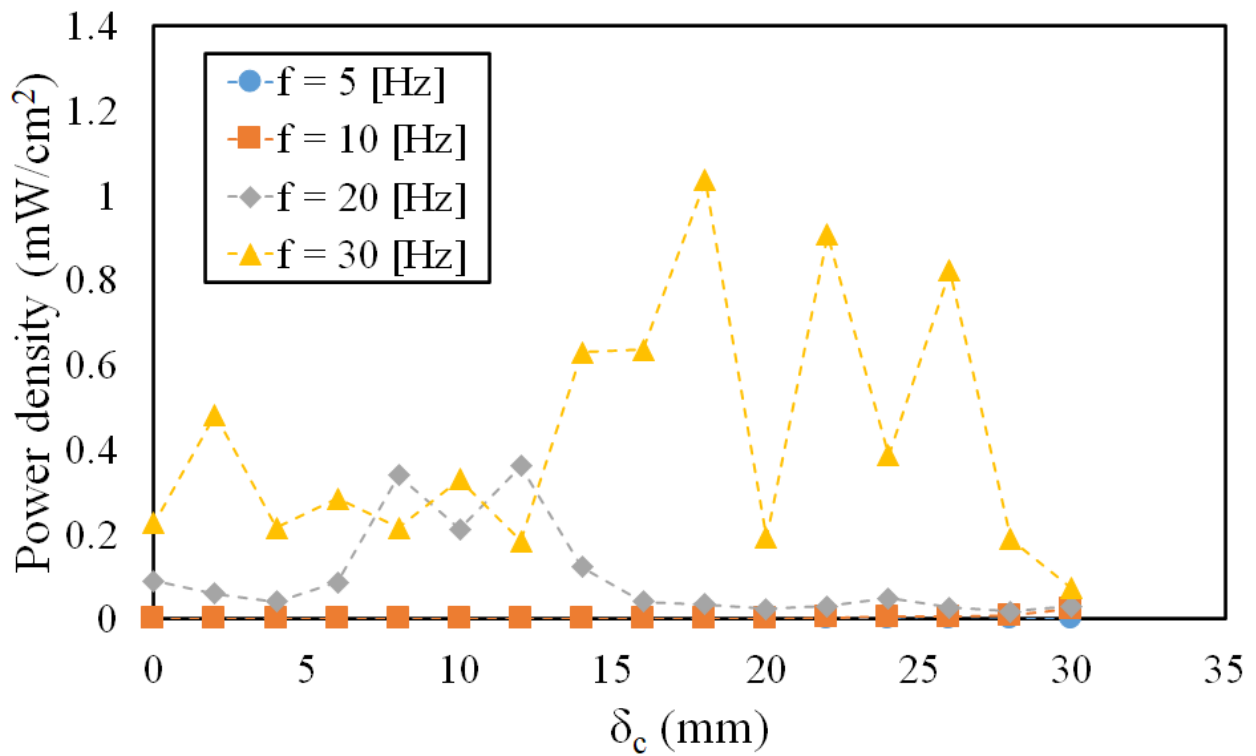 Power density (mW/cm²)
1.4
1.2
1
0.8
0.6
0.4
0.2
0
f = 5 [Hz]
f = 10 [Hz]
f = 20 [Hz]
f = 30 [Hz]
0 5 10 15 20 25 30 35
δc (mm)